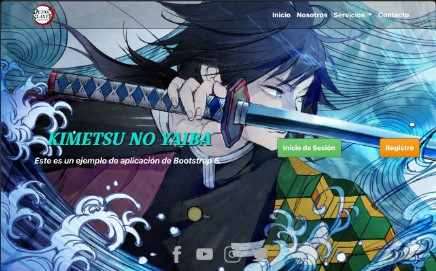 Inicio Nosotros Servicios Contacto
KIMETSU NO YAIBA
Este es un ejemplo de aplicación de Bootstrap 5.
Inicio de Sesión
Registro